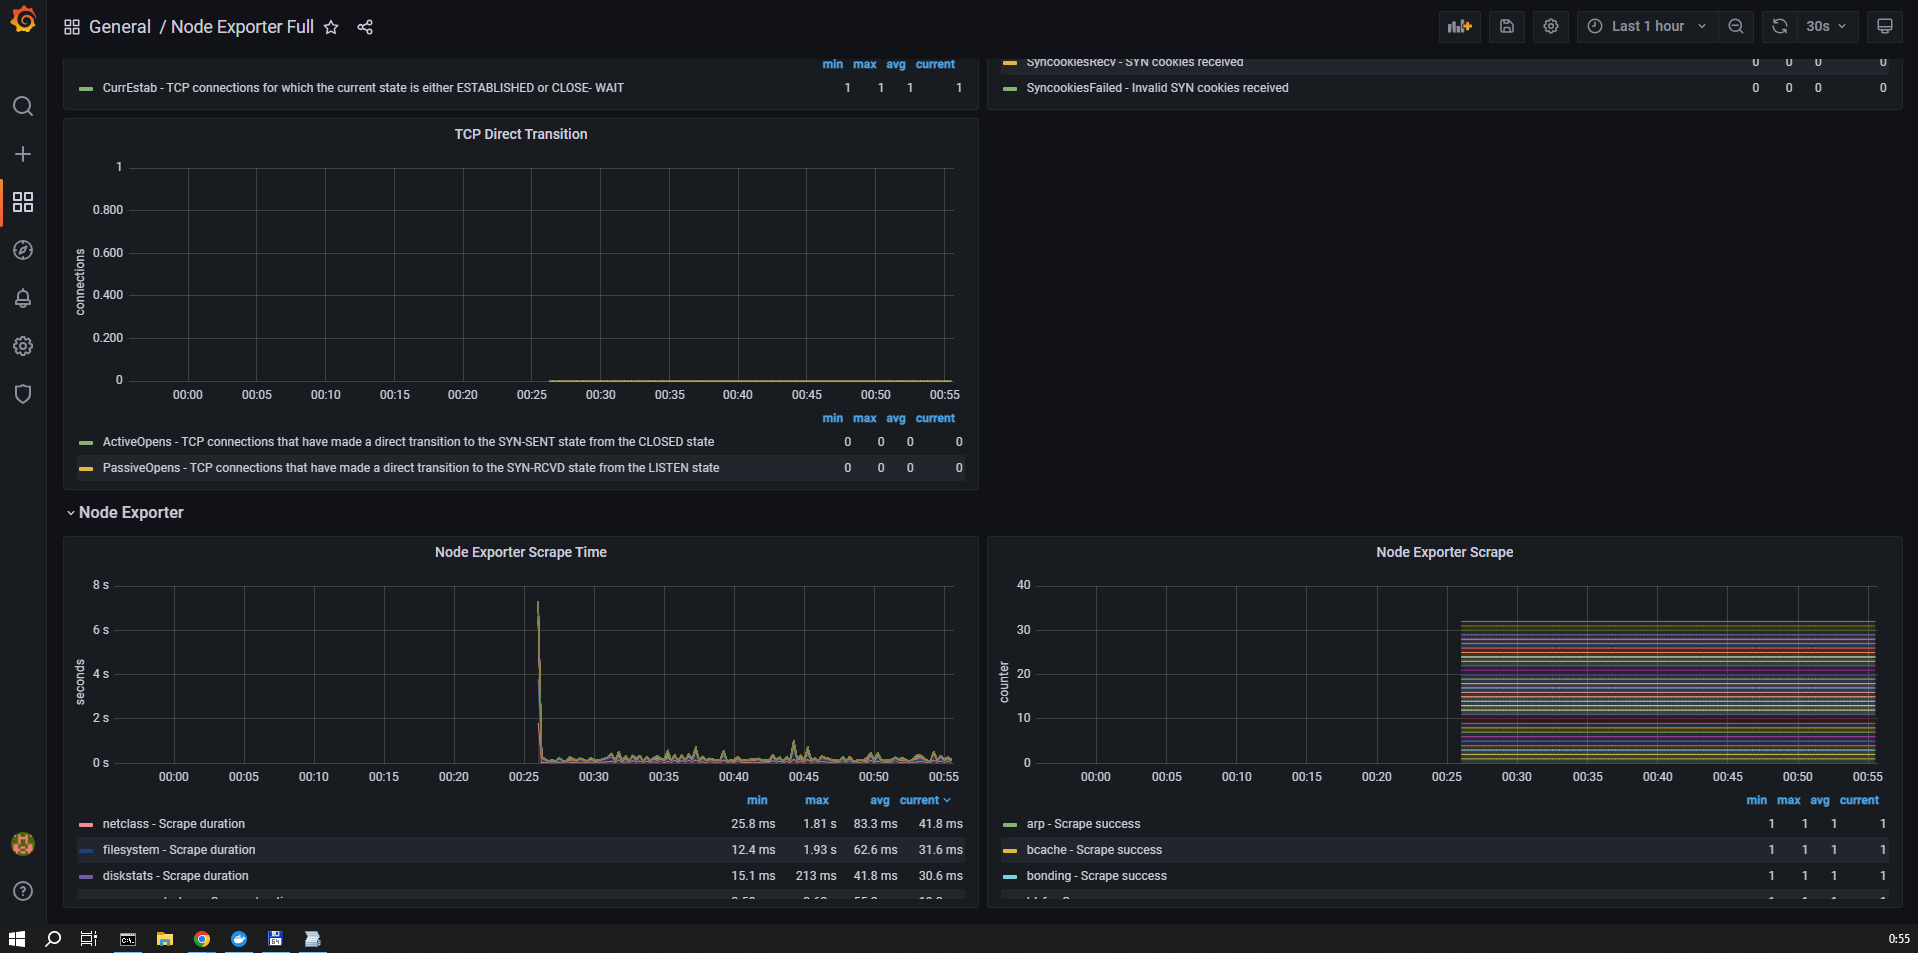 General / Node Exporter Full
Last 1 hour
30s
min max avg current
CurrEstab - TCP connections for which the current state is either ESTABLISHED or CLOSE- WAIT 1 1 1 1
SyncookiesRecv - SYN cookies received 0 0 0 0
SyncookiesFailed - Invalid SYN cookies received 0 0 0 0
TCP Direct Transition
connections
1
0.800
0.600
0.400
0.200
0
00:00 00:05 00:10 00:15 00:20 00:25 00:30 00:35 00:40 00:45 00:50 00:55
min max avg current
ActiveOpens - TCP connections that have made a direct transition to the SYN-SENT state from the CLOSED state 0 0 0 0
PassiveOpens - TCP connections that have made a direct transition to the SYN-RCVD state from the LISTEN state 0 0 0 0
Node Exporter
Node Exporter Scrape Time
seconds
8 s
6 s
4 s
2 s
0 s
00:00 00:05 00:10 00:15 00:20 00:25 00:30 00:35 00:40 00:45 00:50 00:55
min max avg current
netclass - Scrape duration 25.8 ms 1.81 s 83.3 ms 41.8 ms
filesystem - Scrape duration 12.4 ms 1.93 s 62.6 ms 31.6 ms
diskstats - Scrape duration 15.1 ms 213 ms 41.8 ms 30.6 ms
Node Exporter Scrape
counter
40
30
20
10
0
00:00 00:05 00:10 00:15 00:20 00:25 00:30 00:35 00:40 00:45 00:50 00:55
min max avg current
arp - Scrape success 1 1 1 1
bcache - Scrape success 1 1 1 1
bonding - Scrape success 1 1 1 1
0:55